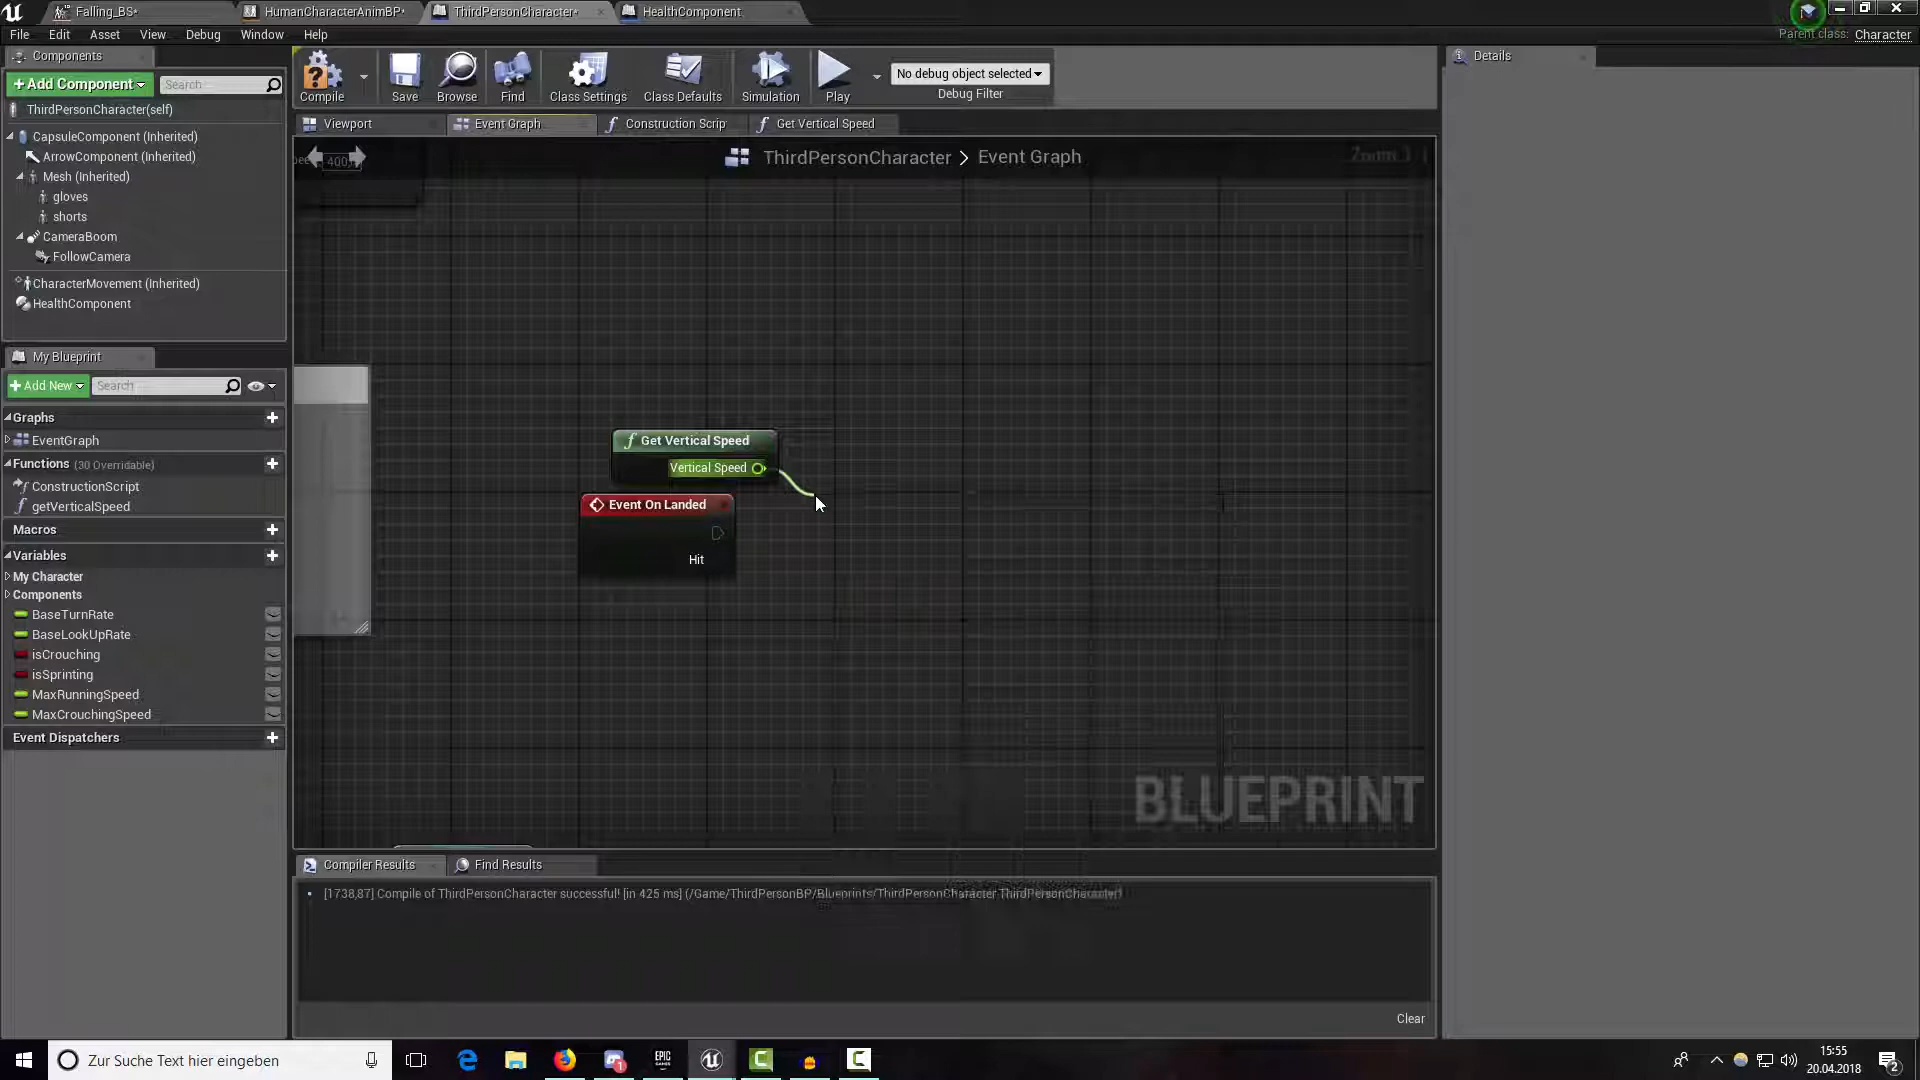 Falling_BS*
HumanCharacterAnimBP*
ThirdPersonCharacter*
HealthComponent
File
Edit
Asset
View
Debug
Window
Help
Parent class:
Character
Components
+ Add Component
Search
ThirdPersonCharacter(self)
CapsuleComponent (Inherited)
ArrowComponent (Inherited)
Mesh (Inherited)
gloves
shorts
CameraBoom
FollowCamera
CharacterMovement (Inherited)
HealthComponent
My Blueprint
+ Add New
Search
Graphs
EventGraph
Functions (30 Overridable)
ConstructionScript
getVerticalSpeed
Macros
Variables
My Character
Components
BaseTurnRate
BaseLookUpRate
isCrouching
isSprinting
MaxRunningSpeed
MaxCrouchingSpeed
Event Dispatchers
Compile
Save
Browse
Find
Class Settings
Class Defaults
Simulation
Play
No debug object selected
Debug Filter
Viewport
Event Graph
Construction Scrip
Get Vertical Speed
ThirdPersonCharacter > Event Graph
Get Vertical Speed
Vertical Speed
Event On Landed
Hit
BLUEPRINT
Compiler Results
Find Results
[1738,87] Compile of ThirdPersonCharacter successful! [in 425 ms] (/Game/ThirdPersonBP/Blueprints/ThirdPersonCharacter.ThirdPersonCharacter)
Clear
Details
Zur Suche Text hier eingeben
EPIC
GAMES
15:55
20.04.2018
2